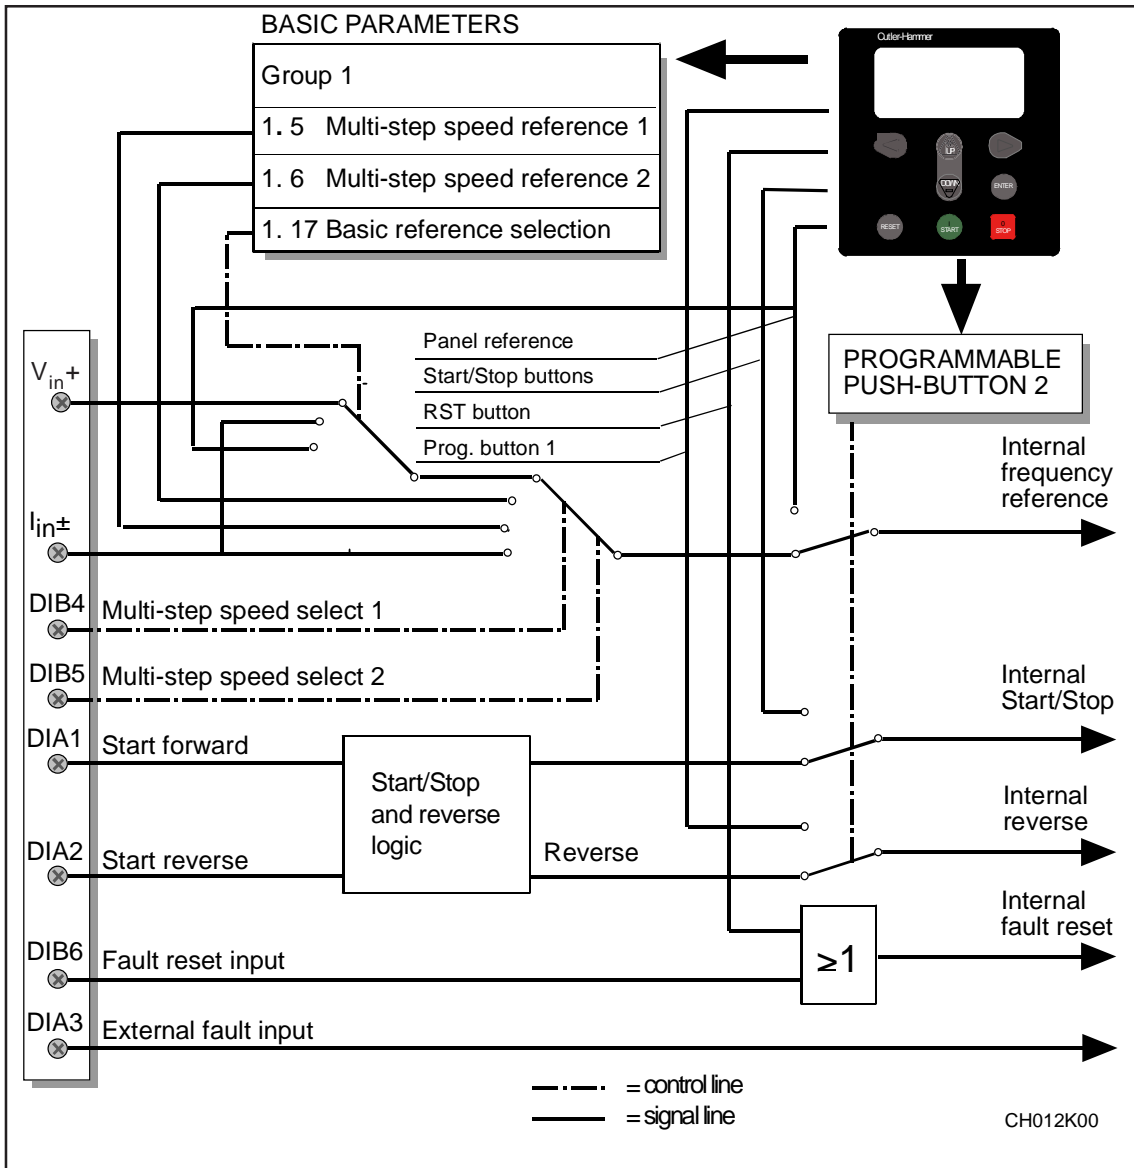 BASIC PARAMETERS
Cutler-Hammer
Group 1
1. 5 Multi-step speed reference 1
1. 6 Multi-step speed reference 2
1. 17 Basic reference selection
UP
DOWN
ENTER
RESET
I
START
0
STOP
Panel reference
Start/Stop buttons
RST button
Prog. button 1
PROGRAMMABLE
PUSH-BUTTON 2
Vin+
Iin±
DIB4
Multi-step speed select 1
DIB5
Multi-step speed select 2
DIA1
Start forward
DIA2
Start reverse
DIB6
Fault reset input
DIA3
External fault input
Start/Stop
and reverse
logic
Reverse
≥1
Internal
frequency
reference
Internal
Start/Stop
Internal
reverse
Internal
fault reset
= control line
= signal line
CH012K00